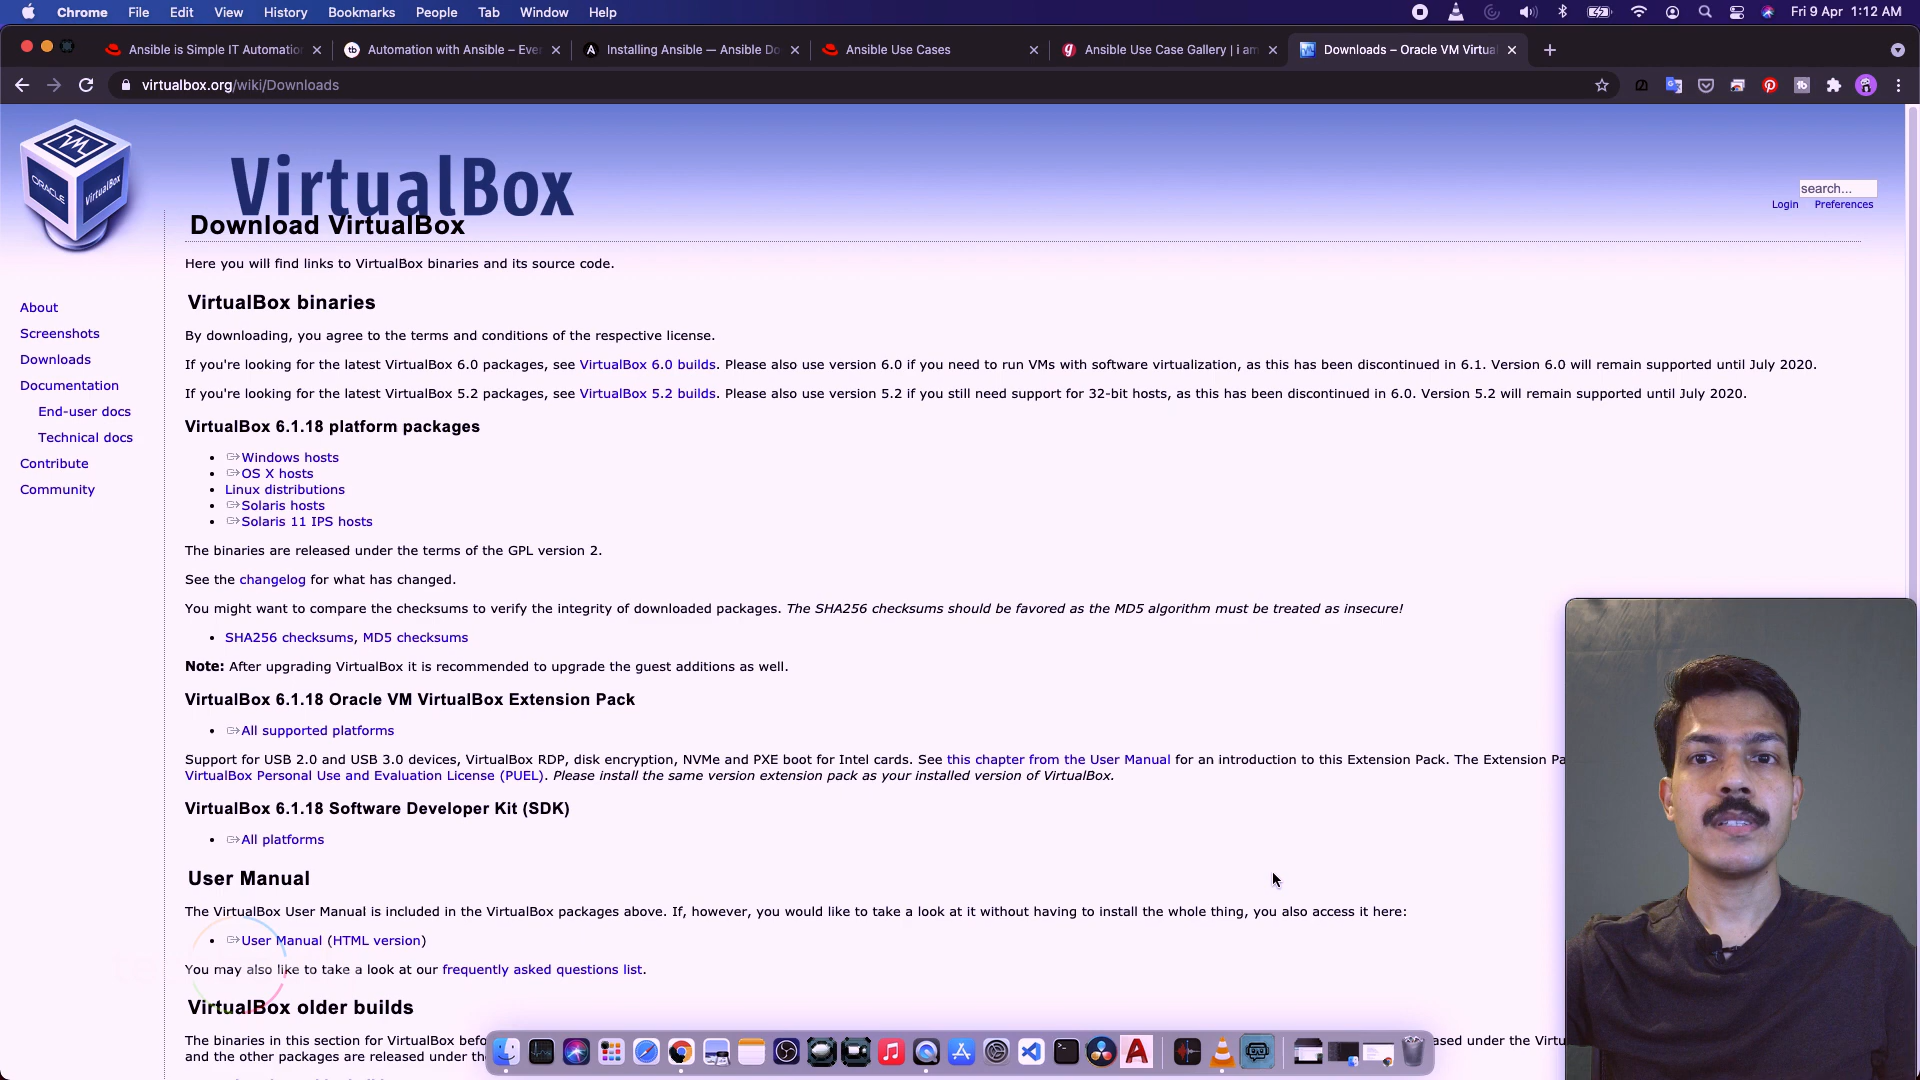 Chrome File Edit View History Bookmarks People Tab Window Help Fri 9 Apr 1:12 AM
Ansible is Simple IT Automation Automation with Ansible – Eve Installing Ansible — Ansible Do Ansible Use Cases Ansible Use Case Gallery | i am Downloads – Oracle VM Virtua
virtualbox.org/wiki/Downloads
VirtualBox
ORACLE
VirtualBox
search...
Login Preferences
Download VirtualBox
Here you will find links to VirtualBox binaries and its source code.
About
Screenshots
Downloads
Documentation
End-user docs
Technical docs
Contribute
Community
VirtualBox binaries
By downloading, you agree to the terms and conditions of the respective license.
If you're looking for the latest VirtualBox 6.0 packages, see VirtualBox 6.0 builds. Please also use version 6.0 if you need to run VMs with software virtualization, as this has been discontinued in 6.1. Version 6.0 will remain supported until July 2020.
If you're looking for the latest VirtualBox 5.2 packages, see VirtualBox 5.2 builds. Please also use version 5.2 if you still need support for 32-bit hosts, as this has been discontinued in 6.0. Version 5.2 will remain supported until July 2020.
VirtualBox 6.1.18 platform packages
• Windows hosts
• OS X hosts
• Linux distributions
• Solaris hosts
• Solaris 11 IPS hosts
The binaries are released under the terms of the GPL version 2.
See the changelog for what has changed.
You might want to compare the checksums to verify the integrity of downloaded packages. The SHA256 checksums should be favored as the MD5 algorithm must be treated as insecure!
• SHA256 checksums, MD5 checksums
Note: After upgrading VirtualBox it is recommended to upgrade the guest additions as well.
VirtualBox 6.1.18 Oracle VM VirtualBox Extension Pack
• All supported platforms
Support for USB 2.0 and USB 3.0 devices, VirtualBox RDP, disk encryption, NVMe and PXE boot for Intel cards. See this chapter from the User Manual for an introduction to this Extension Pack. The Extension Pa
VirtualBox Personal Use and Evaluation License (PUEL). Please install the same version extension pack as your installed version of VirtualBox.
VirtualBox 6.1.18 Software Developer Kit (SDK)
• All platforms
User Manual
The VirtualBox User Manual is included in the VirtualBox packages above. If, however, you would like to take a look at it without having to install the whole thing, you also access it here:
• User Manual (HTML version)
You may also like to take a look at our frequently asked questions list.
VirtualBox older builds
The binaries in this section for VirtualBox befo ased under the Virtu
and the other packages are released under the